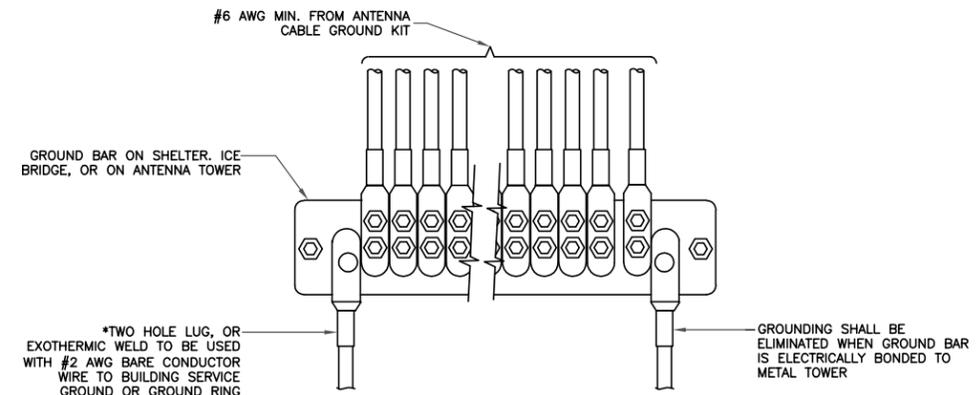 #6 AWG MIN. FROM ANTENNA
CABLE GROUND KIT
GROUND BAR ON SHELTER. ICE
BRIDGE, OR ON ANTENNA TOWER
*TWO HOLE LUG, OR
EXOTHERMIC WELD TO BE USED
WITH #2 AWG BARE CONDUCTOR
WIRE TO BUILDING SERVICE
GROUND OR GROUND RING
GROUNDING SHALL BE
ELIMINATED WHEN GROUND BAR
IS ELECTRICALLY BONDED TO
METAL TOWER